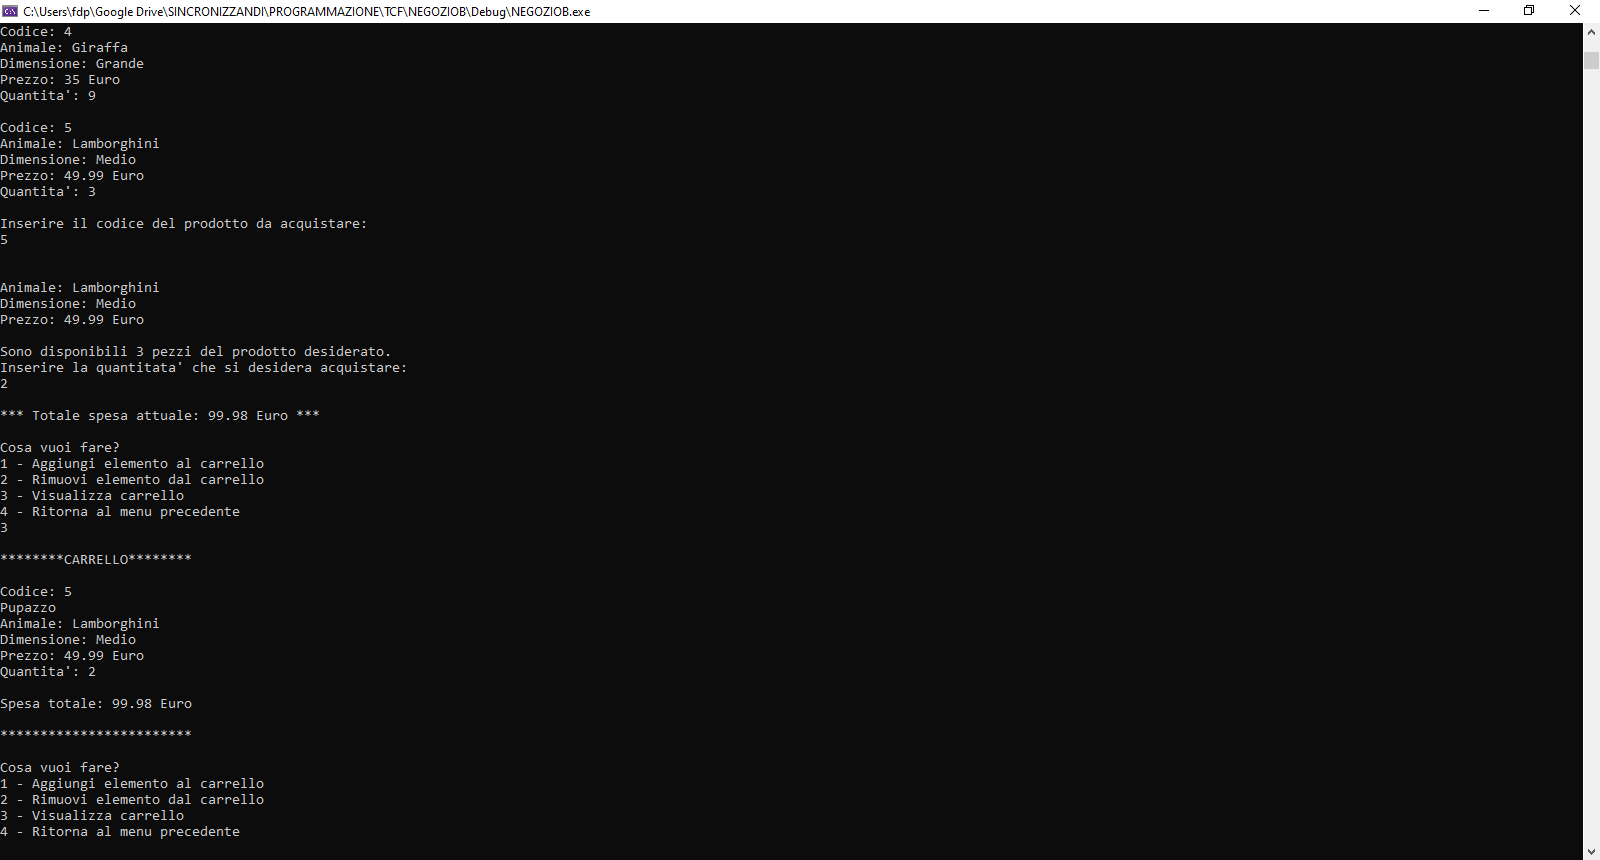 C:\Users\fdp\Google Drive\SINCRONIZZANDI\PROGRAMMAZIONE\TCF\NEGOZIOB\Debug\NEGOZIOB.exe
Codice: 4
Animale: Giraffa
Dimensione: Grande
Prezzo: 35 Euro
Quantita': 9
Codice: 5
Animale: Lamborghini
Dimensione: Medio
Prezzo: 49.99 Euro
Quantita': 3
Inserire il codice del prodotto da acquistare:
5
Animale: Lamborghini
Dimensione: Medio
Prezzo: 49.99 Euro
Sono disponibili 3 pezzi del prodotto desiderato.
Inserire la quantitata' che si desidera acquistare:
2
*** Totale spesa attuale: 99.98 Euro ***
Cosa vuoi fare?
1 - Aggiungi elemento al carrello
2 - Rimuovi elemento dal carrello
3 - Visualizza carrello
4 - Ritorna al menu precedente
3
********CARRELLO********
Codice: 5
Pupazzo
Animale: Lamborghini
Dimensione: Medio
Prezzo: 49.99 Euro
Quantita': 2
Spesa totale: 99.98 Euro
************************
Cosa vuoi fare?
1 - Aggiungi elemento al carrello
2 - Rimuovi elemento dal carrello
3 - Visualizza carrello
4 - Ritorna al menu precedente